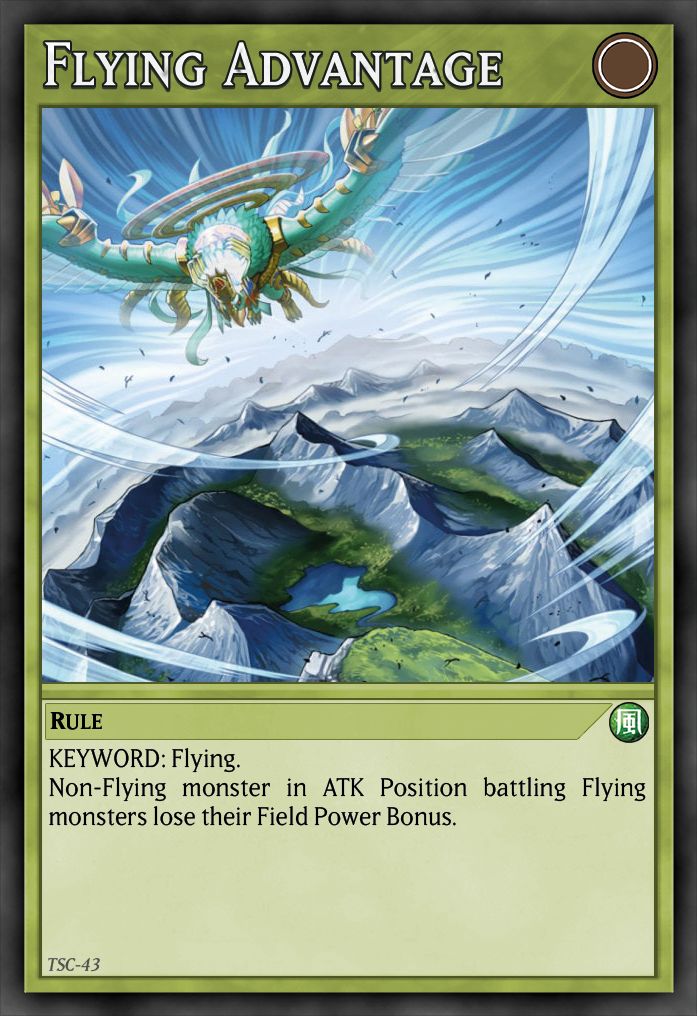 FLYING ADVANTAGE
RULE
風
KEYWORD: Flying.
Non-Flying monster in ATK Position battling Flying
monsters lose their Field Power Bonus.
TSC-43